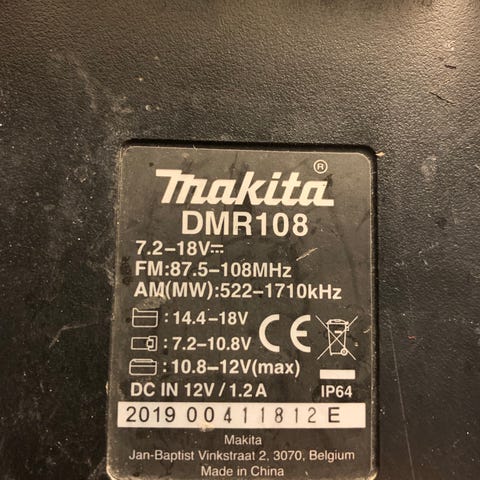 makita®
DMR108
7.2–18V⎓
FM:87.5–108MHz
AM(MW):522–1710kHz
:14.4–18V
:7.2–10.8V
:10.8–12V(max)
CE
DC IN 12V / 1.2A
IP64
2019 00411812 E
Makita
Jan-Baptist Vinkstraat 2, 3070, Belgium
Made in China